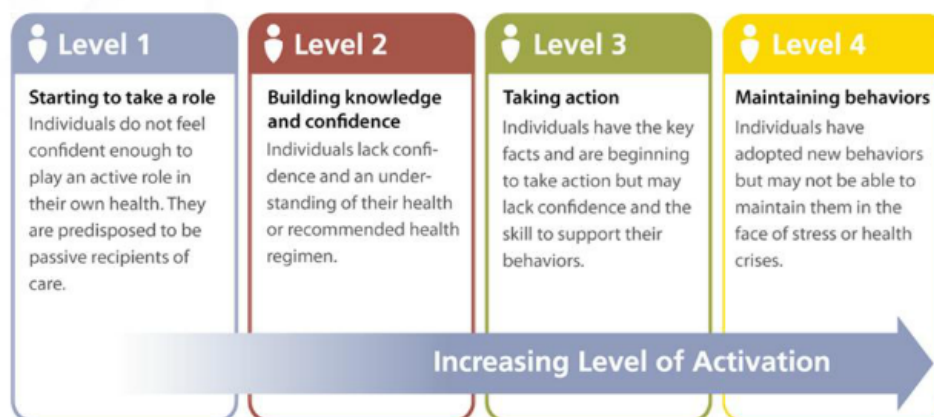 Level 1
Starting to take a role
Individuals do not feel
confident enough to
play an active role in
their own health. They
are predisposed to be
passive recipients of
care.
Level 2
Building knowledge
and confidence
Individuals lack confi-
dence and an under-
standing of their health
or recommended health
regimen.
Level 3
Taking action
Individuals have the key
facts and are beginning
to take action but may
lack confidence and the
skill to support their
behaviors.
Level 4
Maintaining behaviors
Individuals have
adopted new behaviors
but may not be able to
maintain them in the
face of stress or health
crises.
Increasing Level of Activation